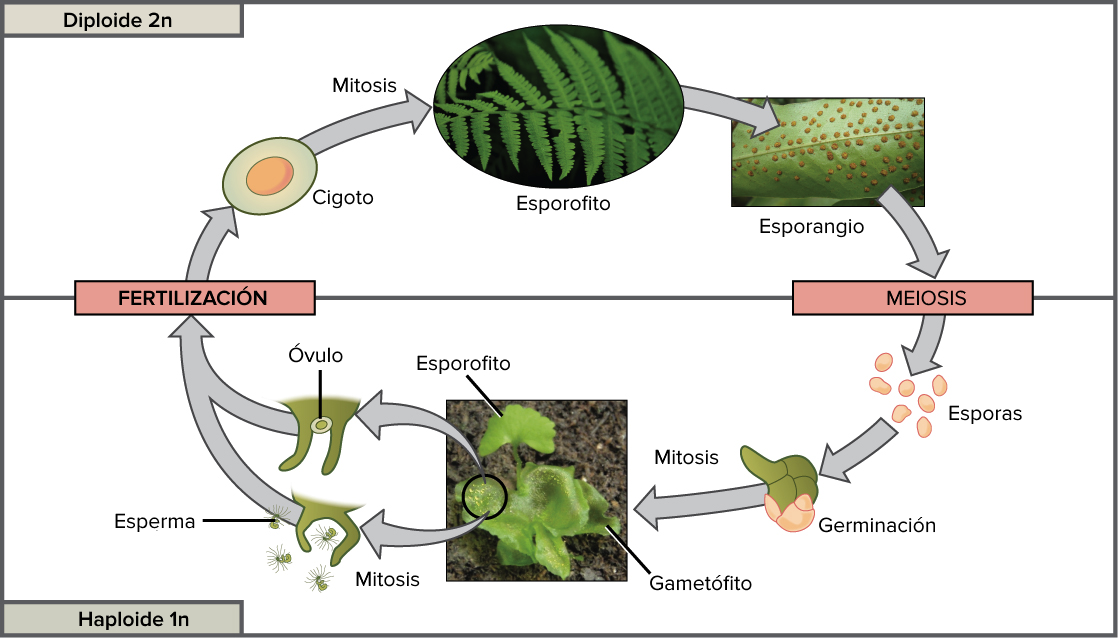 Diploide 2n
Mitosis
Cigoto
Esporofito
Esporangio
FERTILIZACIÓN
MEIOSIS
Óvulo
Esporofito
Esporas
Mitosis
Esperma
Germinación
Mitosis
Gametófito
Haploide 1n